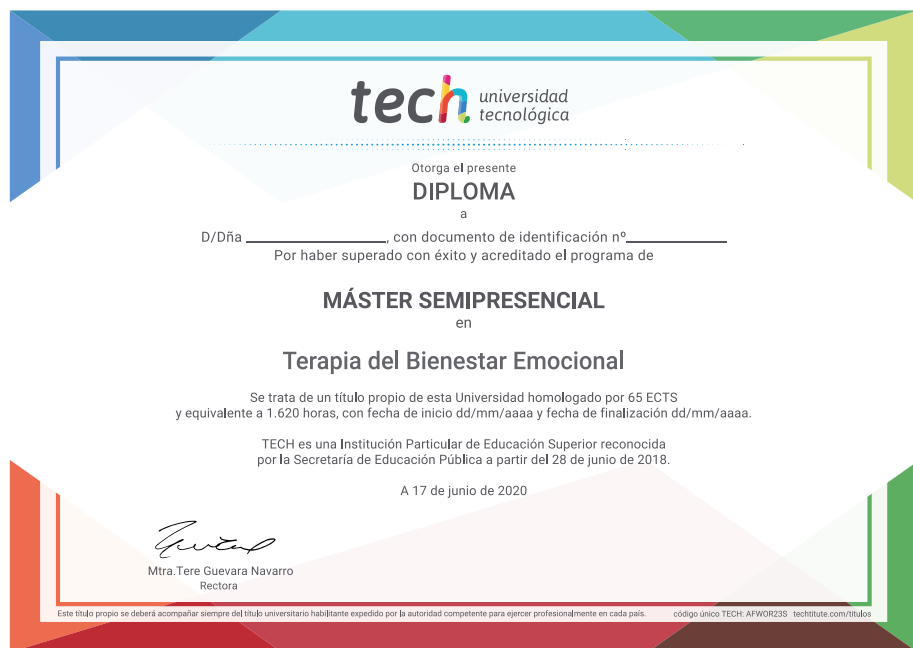 tech universidad
tecnológica
Otorga el presente
DIPLOMA
a
D/Dña ____________, con documento de identificación nº____________
Por haber superado con éxito y acreditado el programa de
MÁSTER SEMIPRESENCIAL
en
Terapia del Bienestar Emocional
Se trata de un título propio de esta Universidad homologado por 65 ECTS
y equivalente a 1.620 horas, con fecha de inicio dd/mm/aaaa y fecha de finalización dd/mm/aaaa.
TECH es una Institución Particular de Educación Superior reconocida
por la Secretaría de Educación Pública a partir del 28 de junio de 2018.
A 17 de junio de 2020
Mtra.Tere Guevara Navarro
Rectora
Este título propio se deberá acompañar siempre del título universitario habilitante expedido por la autoridad competente para ejercer profesionalmente en cada país. código único TECH: AFWOR23S techtitute.com/titulos